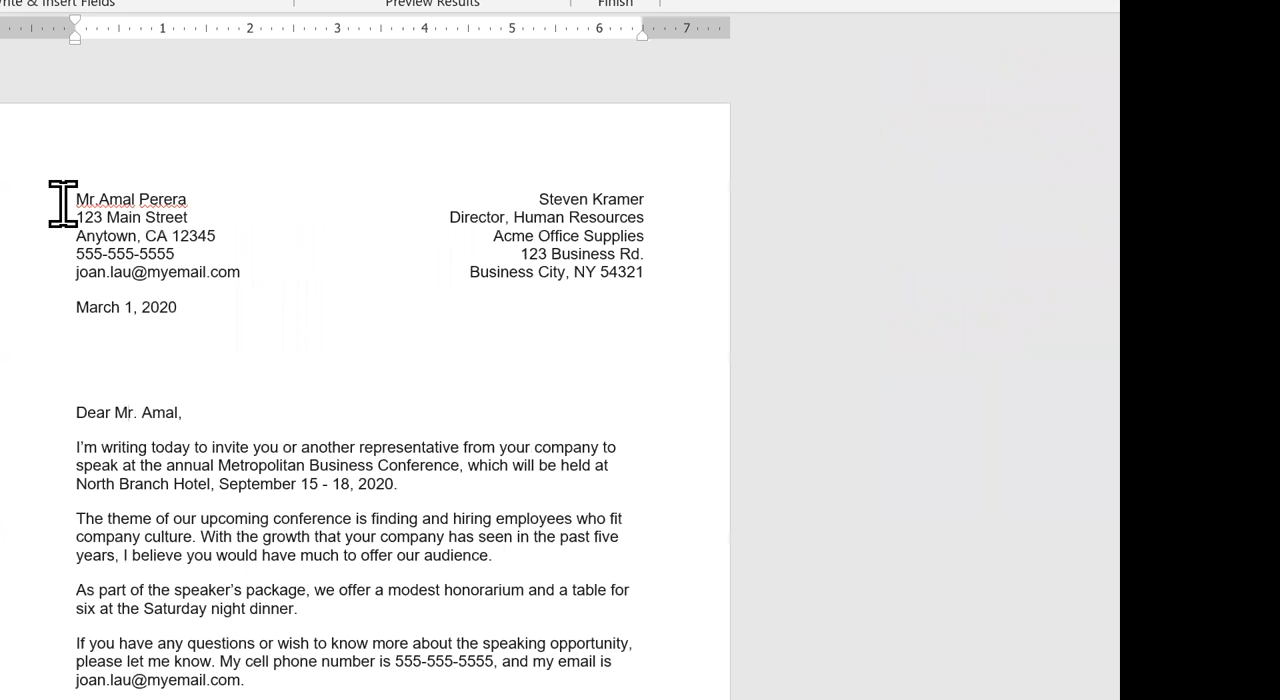 Write & Insert Fields
Preview Results
Finish
1 2 3 4 5 6 7
Mr.Amal Perera
123 Main Street
Anytown, CA 12345
555-555-5555
joan.lau@myemail.com
Steven Kramer
Director, Human Resources
Acme Office Supplies
123 Business Rd.
Business City, NY 54321
March 1, 2020
Dear Mr. Amal,
I’m writing today to invite you or another representative from your company to
speak at the annual Metropolitan Business Conference, which will be held at
North Branch Hotel, September 15 - 18, 2020.
The theme of our upcoming conference is finding and hiring employees who fit
company culture. With the growth that your company has seen in the past five
years, I believe you would have much to offer our audience.
As part of the speaker’s package, we offer a modest honorarium and a table for
six at the Saturday night dinner.
If you have any questions or wish to know more about the speaking opportunity,
please let me know. My cell phone number is 555-555-5555, and my email is
joan.lau@myemail.com.